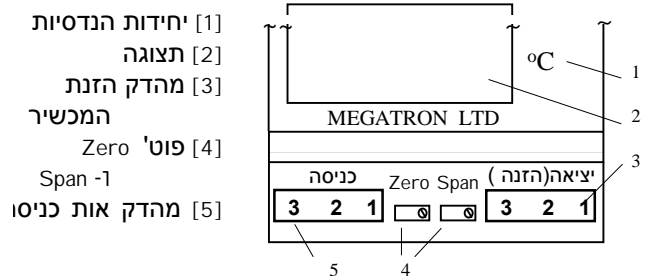 [1] יחידות הנדסיות
[2] תצוגה
[3] מהדק הזנת
המכשיר
[4] פוט' Zero
ו- Span
[5] מהדק אות כניסו
°C
1
2
MEGATRON LTD
3
כניסה
Zero Span
יציאה(הזנה )
3 2 1
3 2 1
5
4